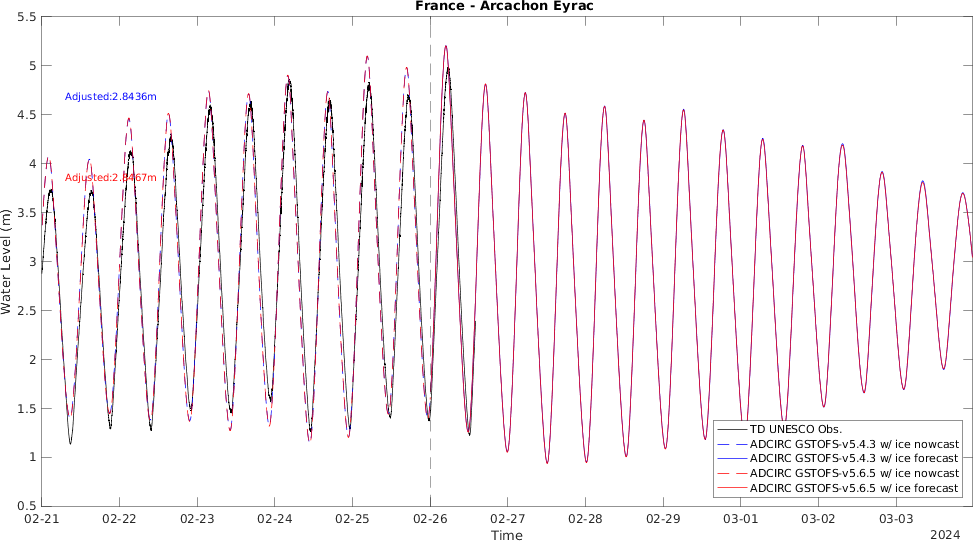 France - Arcachon Eyrac
5.5
5
4.5
4
3.5
3
2.5
2
1.5
1
0.5
Water Level (m)
Adjusted:2.8436m
Adjusted:2.8467m
TD UNESCO Obs.
ADCIRC GSTOFS-v5.4.3 w/ ice nowcast
ADCIRC GSTOFS-v5.4.3 w/ ice forecast
ADCIRC GSTOFS-v5.6.5 w/ ice nowcast
ADCIRC GSTOFS-v5.6.5 w/ ice forecast
02-21 02-22 02-23 02-24 02-25 02-26 02-27 02-28 02-29 03-01 03-02 03-03
Time
2024